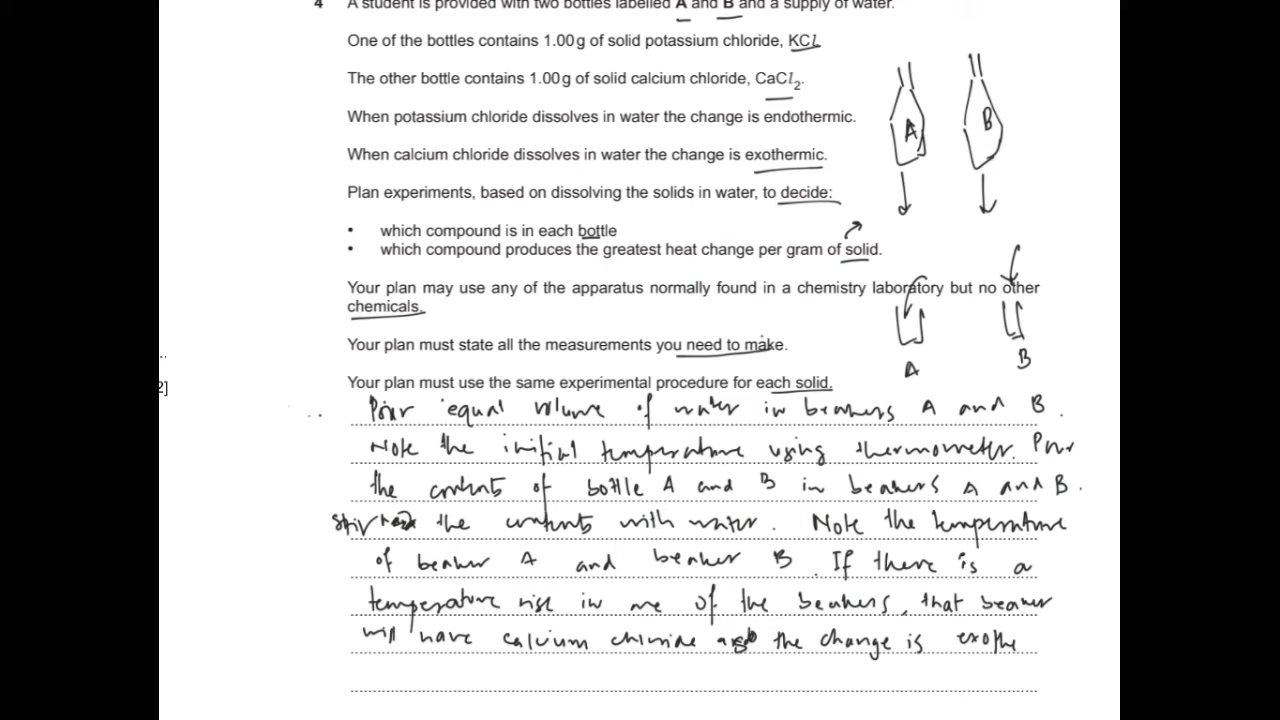 4 A student is provided with two bottles labelled A and B and a supply of water.
One of the bottles contains 1.00g of solid potassium chloride, KCl.
The other bottle contains 1.00g of solid calcium chloride, CaCl2.
When potassium chloride dissolves in water the change is endothermic.
When calcium chloride dissolves in water the change is exothermic.
Plan experiments, based on dissolving the solids in water, to decide:
• which compound is in each bottle
• which compound produces the greatest heat change per gram of solid.
Your plan may use any of the apparatus normally found in a chemistry laboratory but no other
chemicals.
Your plan must state all the measurements you need to make.
Your plan must use the same experimental procedure for each solid.
A B
A B
2]
Pour equal volume of water in beakers A and B.
Note the initial temperature using thermometer. Pour
the contents of bottle A and B in beakers A and B.
Stir the contents with water. Note the temperature
of beaker A and beaker B. If there is a
temperature rise in one of the beakers, that beaker
will have calcium chloride as the change is exothe